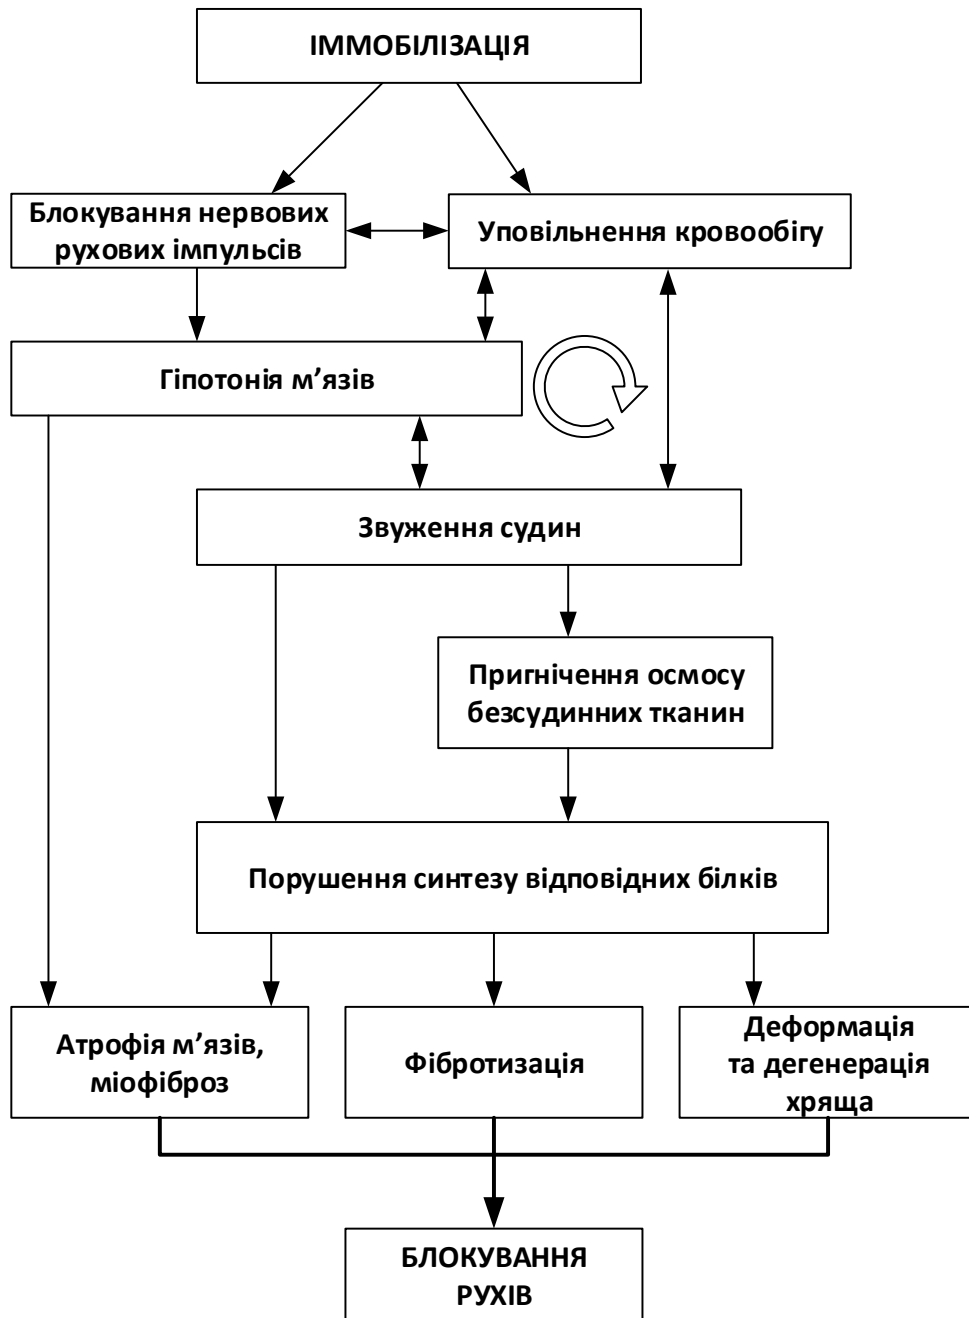 ІММОБІЛІЗАЦІЯ
Блокування нервових
рухових імпульсів
Уповільнення кровообігу
Гіпотонія м’язів
Звуження судин
Пригнічення осмосу
безсудинних тканин
Порушення синтезу відповідних білків
Атрофія м’язів,
міофіброз
Фібротизація
Деформація
та дегенерація
хряща
БЛОКУВАННЯ
РУХІВ